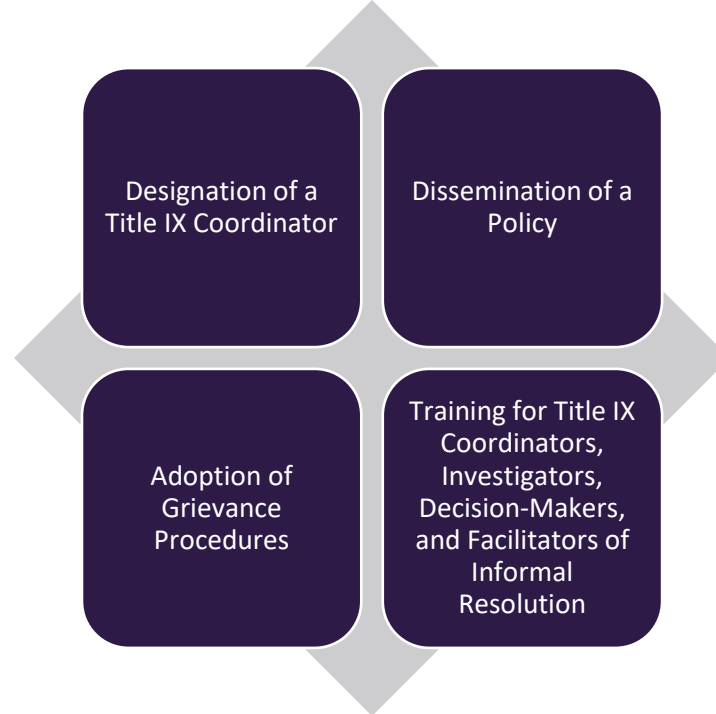 Designation of a
Title IX Coordinator
Dissemination of a
Policy
Adoption of
Grievance
Procedures
Training for Title IX
Coordinators,
Investigators,
Decision-Makers,
and Facilitators of
Informal
Resolution